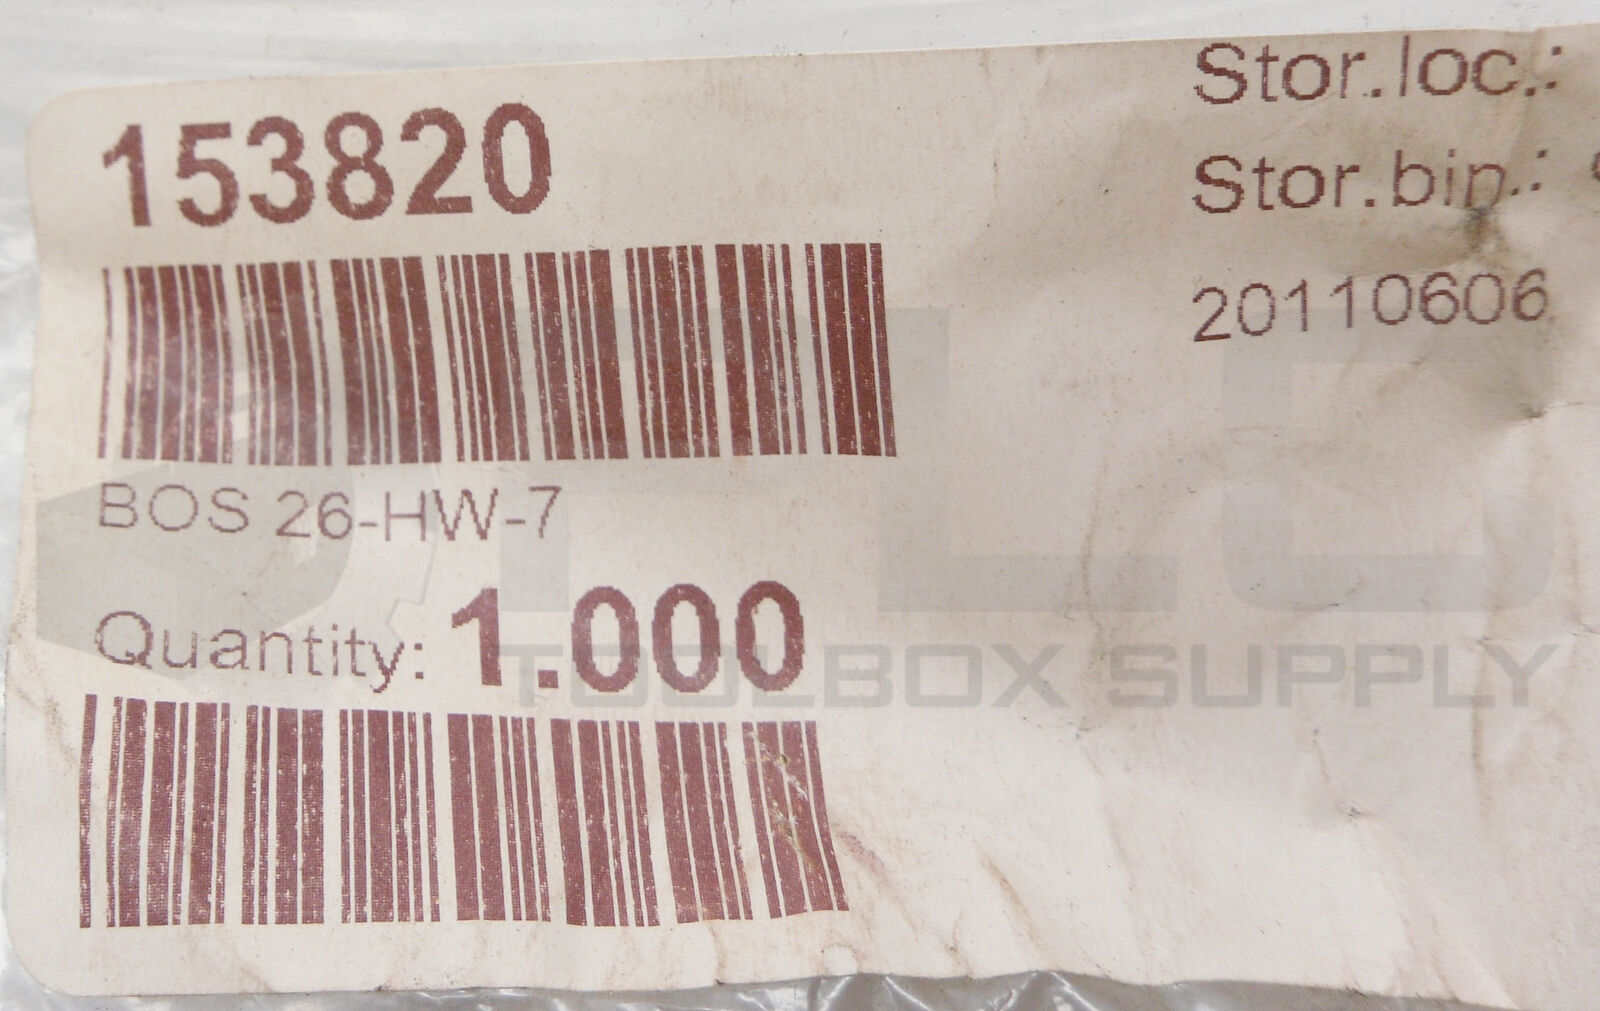 153820
Stor.loc.:
Stor.bin.:
20110606
BOS 26-HW-7
Quantity: 1.000
TOOLBOX SUPPLY